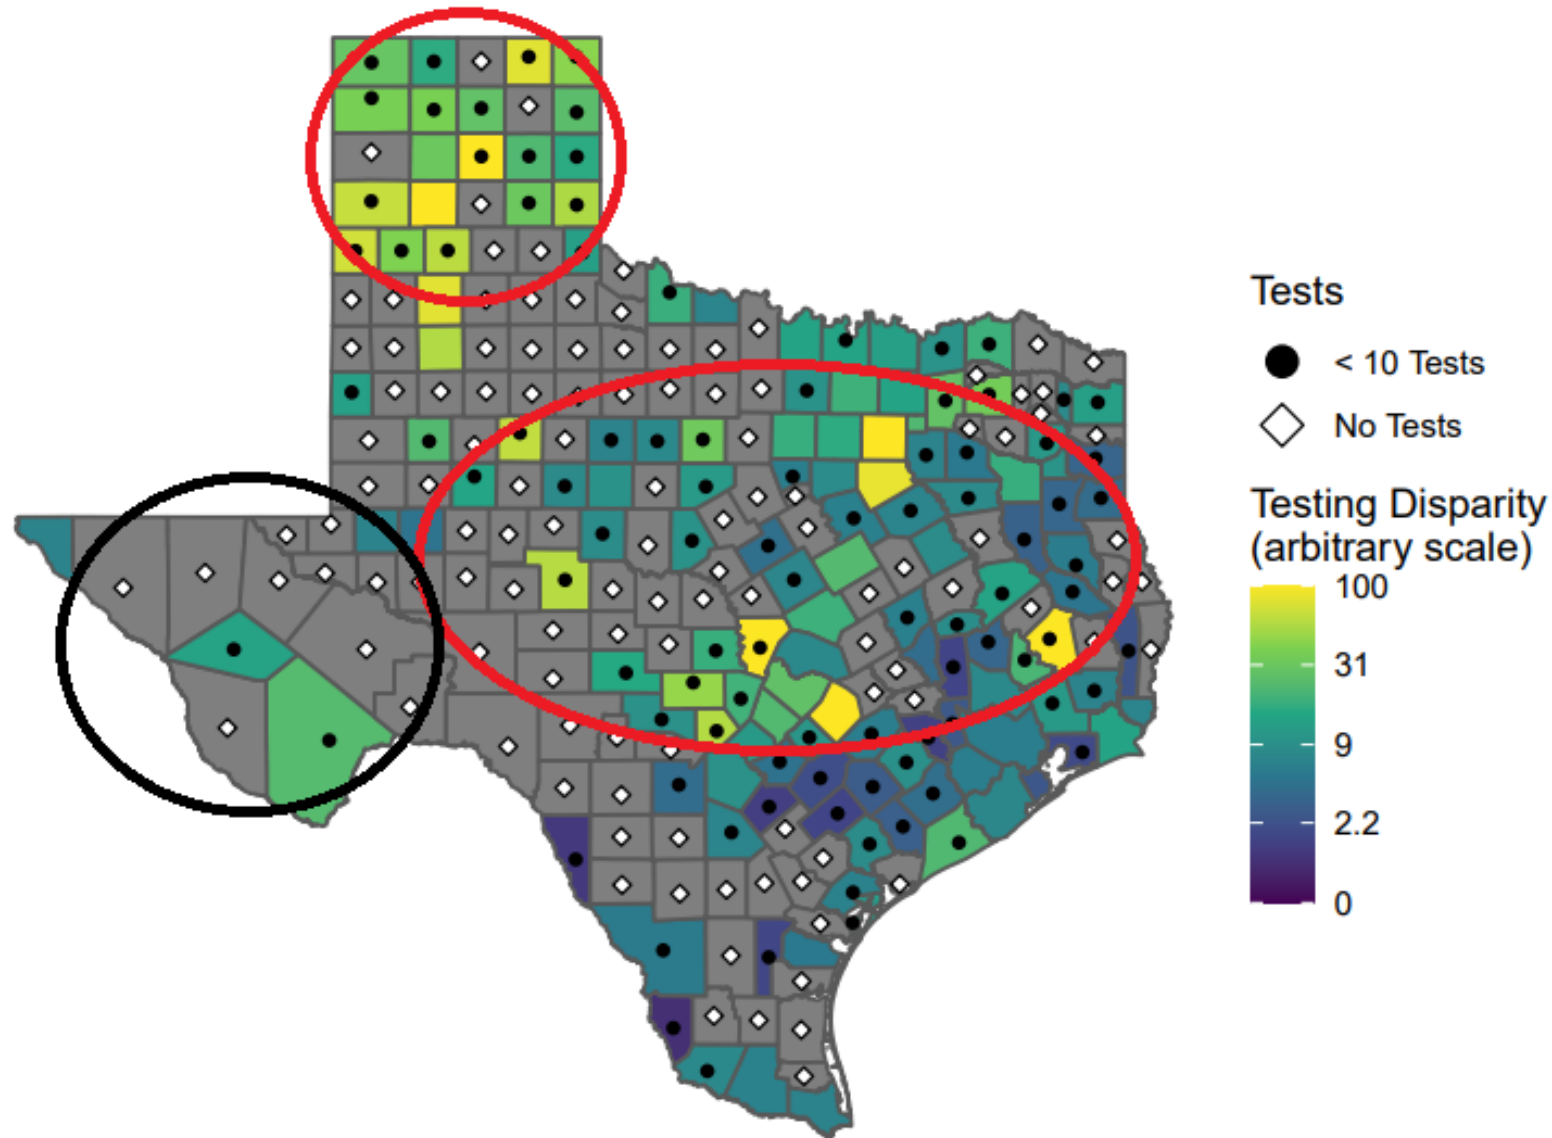 Tests
< 10 Tests
No Tests
Testing Disparity
(arbitrary scale)
100
31
9
2.2
0